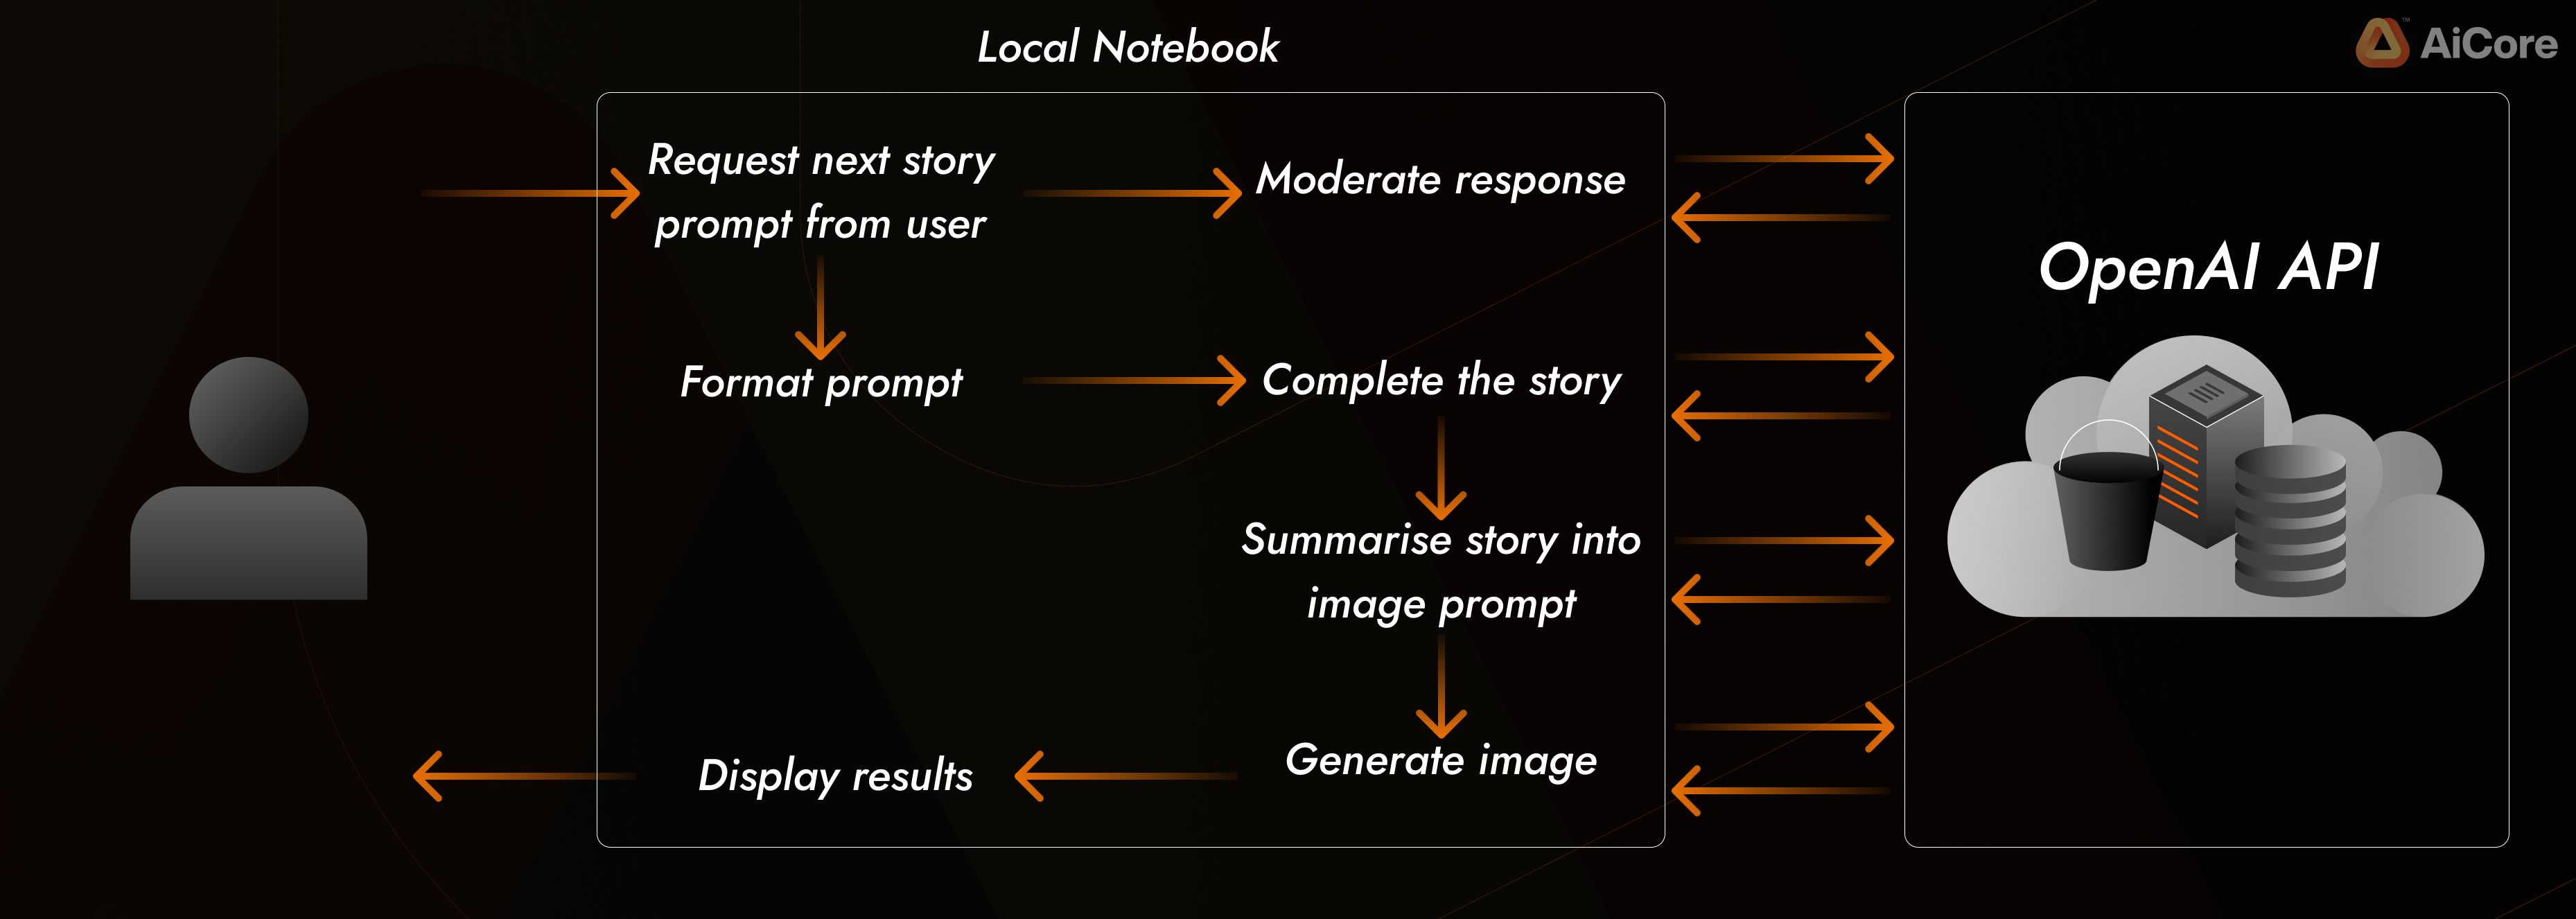 Local Notebook
™
AiCore
Request next story
prompt from user
Moderate response
OpenAI API
Format prompt
Complete the story
Summarise story into
image prompt
Generate image
Display results